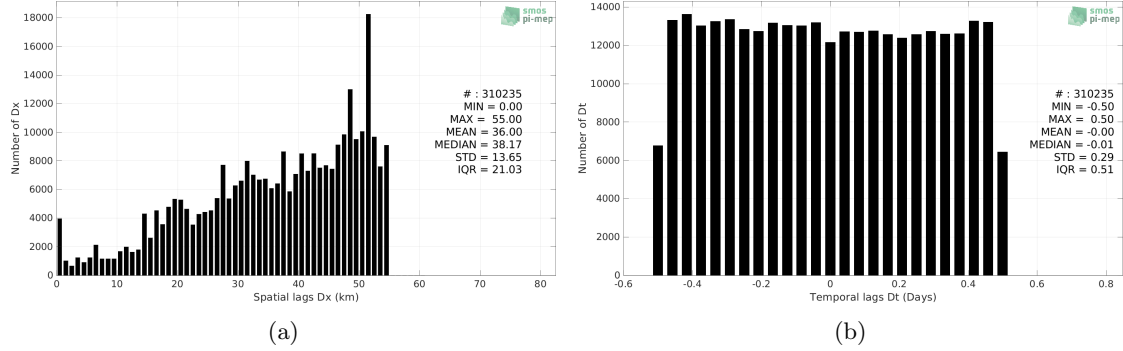 18000
16000
14000
12000
10000
8000
6000
4000
2000
0
Number of Dx
smos
pi-mep
# : 310235
MIN = 0.00
MAX = 55.00
MEAN = 36.00
MEDIAN = 38.17
STD = 13.65
IQR = 21.03
0 10 20 30 40 50 60 70 80
Spatial lags Dx (km)
(a)
14000
12000
10000
8000
6000
4000
2000
0
Number of Dt
smos
pi-mep
# : 310235
MIN = -0.50
MAX = 0.50
MEAN = -0.00
MEDIAN = -0.01
STD = 0.29
IQR = 0.51
-0.6 -0.4 -0.2 0 0.2 0.4 0.6 0.8
Temporal lags Dt (Days)
(b)